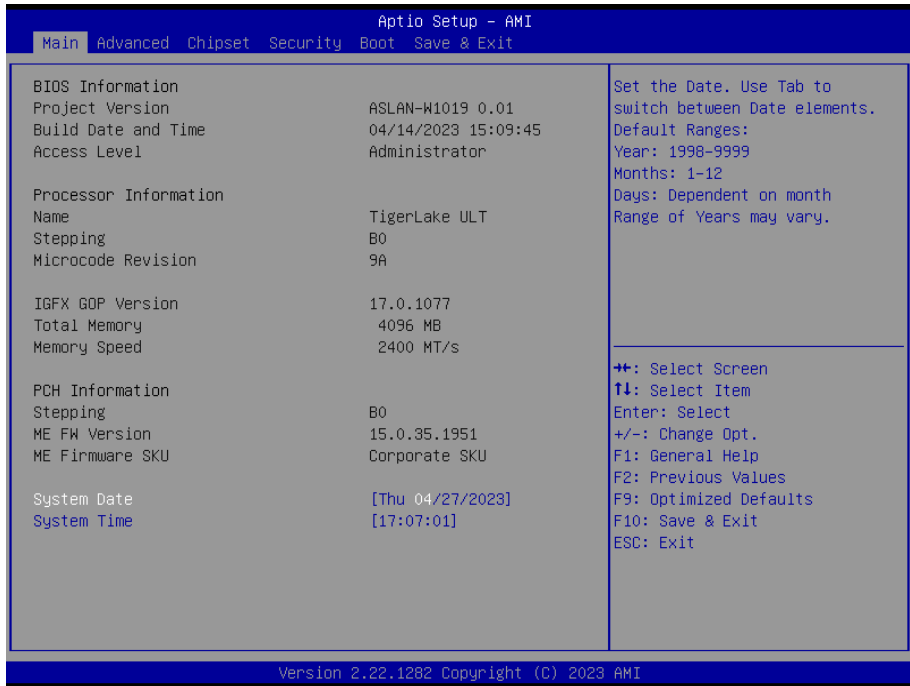 Aptio Setup – AMI
Main Advanced Chipset Security Boot Save & Exit
BIOS Information
Project Version ASLAN-W1019 0.01
Build Date and Time 04/14/2023 15:09:45
Access Level Administrator
Processor Information
Name TigerLake ULT
Stepping B0
Microcode Revision 9A
IGFX GOP Version 17.0.1077
Total Memory 4096 MB
Memory Speed 2400 MT/s
PCH Information
Stepping B0
ME FW Version 15.0.35.1951
ME Firmware SKU Corporate SKU
System Date [Thu 04/27/2023]
System Time [17:07:01]
Set the Date. Use Tab to
switch between Date elements.
Default Ranges:
Year: 1998-9999
Months: 1-12
Days: Dependent on month
Range of Years may vary.
→←: Select Screen
↑↓: Select Item
Enter: Select
+/-: Change Opt.
F1: General Help
F2: Previous Values
F9: Optimized Defaults
F10: Save & Exit
ESC: Exit
Version 2.22.1282 Copyright (C) 2023 AMI